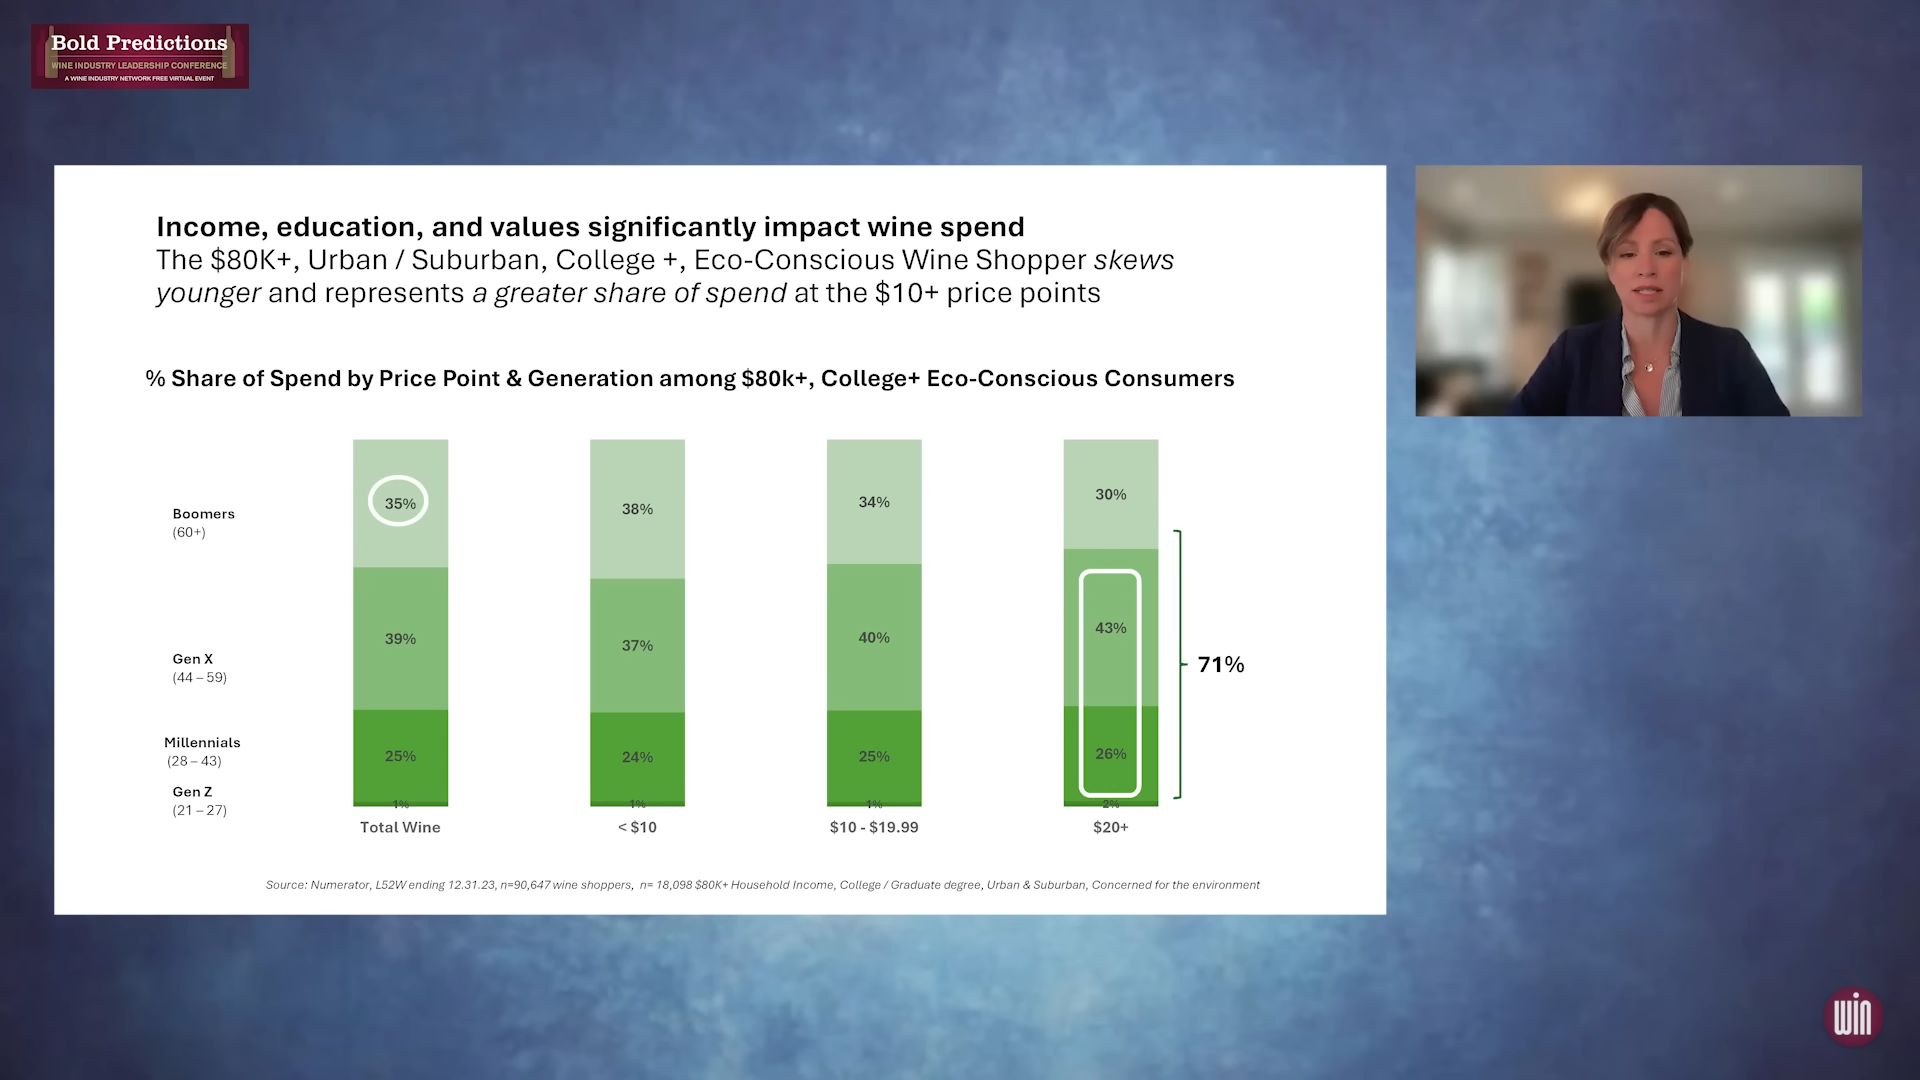 Bold Predictions
WINE INDUSTRY LEADERSHIP CONFERENCE
A WINE INDUSTRY NETWORK FREE VIRTUAL EVENT
Income, education, and values significantly impact wine spend
The $80K+, Urban / Suburban, College +, Eco-Conscious Wine Shopper skews
younger and represents a greater share of spend at the $10+ price points
% Share of Spend by Price Point & Generation among $80k+, College+ Eco-Conscious Consumers
Boomers
(60+)
35%
38%
34%
30%
Gen X
(44 – 59)
39%
37%
40%
43%
71%
Millennials
(28 – 43)
25%
24%
25%
26%
Gen Z
(21 – 27)
1%
1%
1%
2%
Total Wine
< $10
$10 - $19.99
$20+
Source: Numerator, L52W ending 12.31.23, n=90,647 wine shoppers, n= 18,098 $80K+ Household Income, College / Graduate degree, Urban & Suburban, Concerned for the environment
win